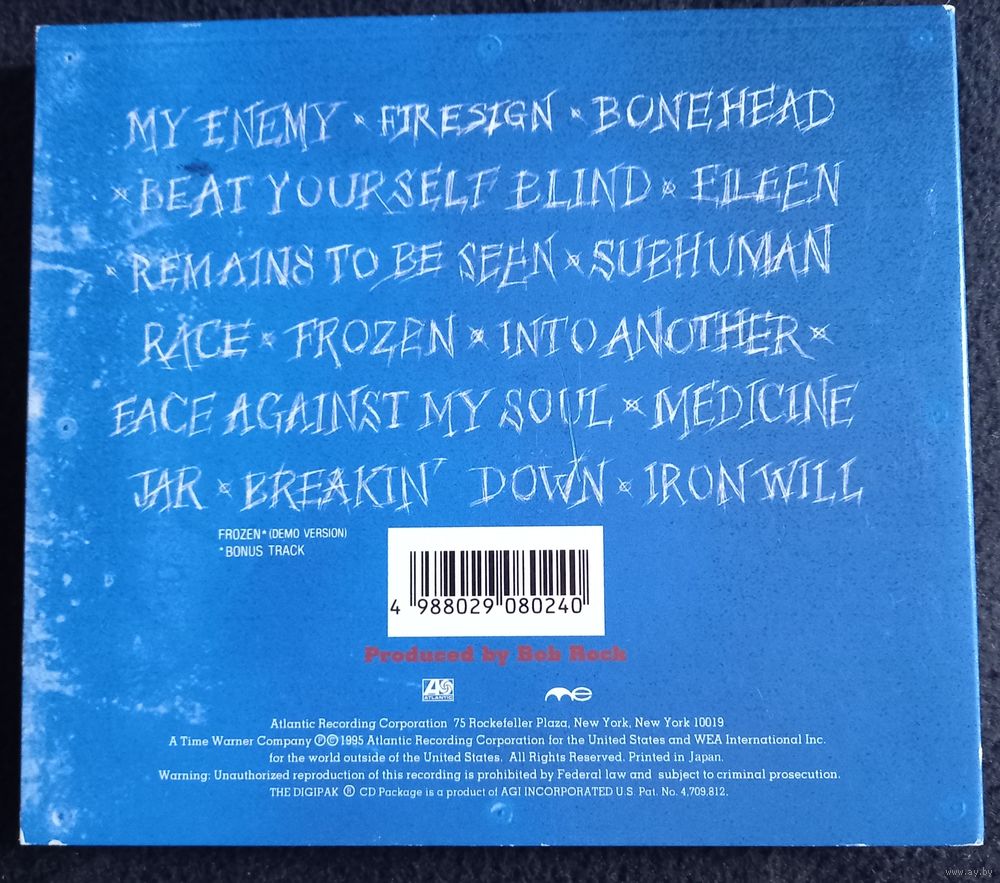 MY ENEMY × FIRESIGN × BONEHEAD
× BEAT YOURSELF BLIND × EILEEN
× REMAINS TO BE SEEN × SUBHUMAN
RACE × FROZEN × INTO ANOTHER ×
FACE AGAINST MY SOUL × MEDICINE
JAR × BREAKIN' DOWN × IRON WILL
FROZEN* (DEMO VERSION)
*BONUS TRACK
4 988029 080240
Produced by Bob Rock
ATLANTIC
Atlantic Recording Corporation 75 Rockefeller Plaza, New York, New York 10019
A Time Warner Company ℗©1995 Atlantic Recording Corporation for the United States and WEA International Inc.
for the world outside of the United States. All Rights Reserved. Printed in Japan.
Warning: Unauthorized reproduction of this recording is prohibited by Federal law and subject to criminal prosecution.
THE DIGIPAK ® CD Package is a product of AGI INCORPORATED U.S. Pat. No. 4,709,812.
www.ay.by